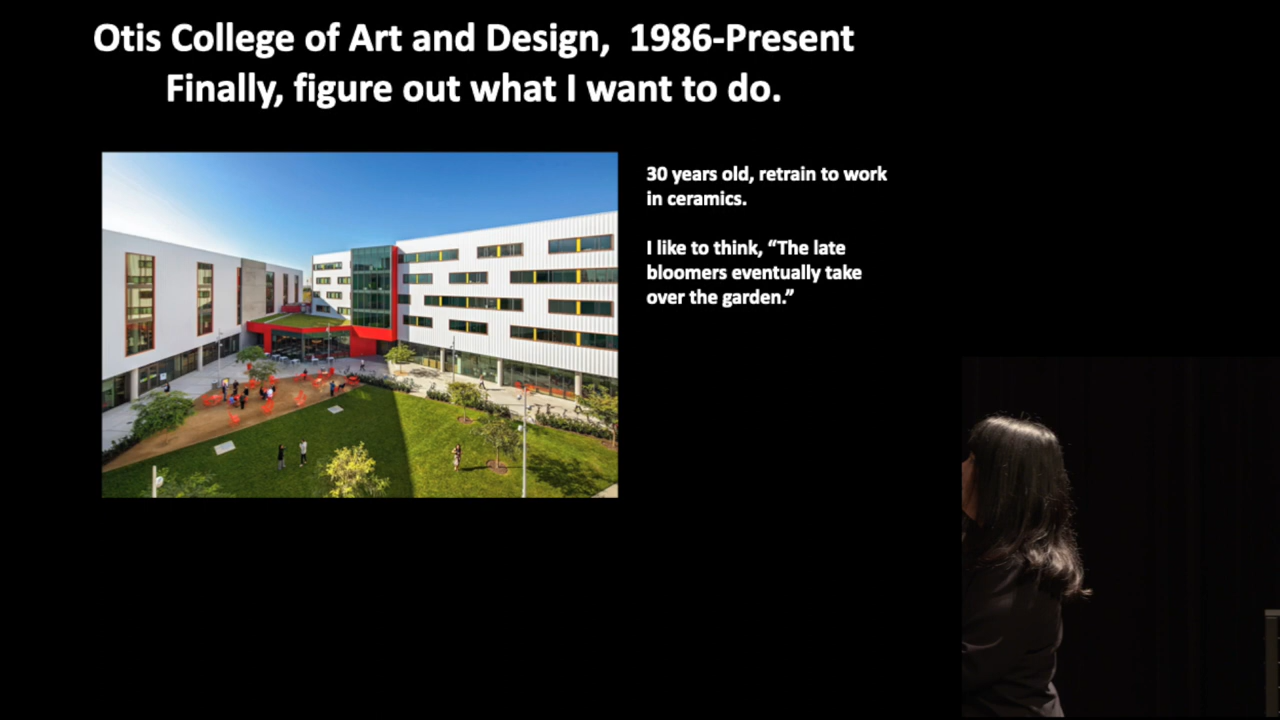 Otis College of Art and Design,  1986-Present
Finally, figure out what I want to do.
30 years old, retrain to work
in ceramics.
I like to think, “The late
bloomers eventually take
over the garden.”